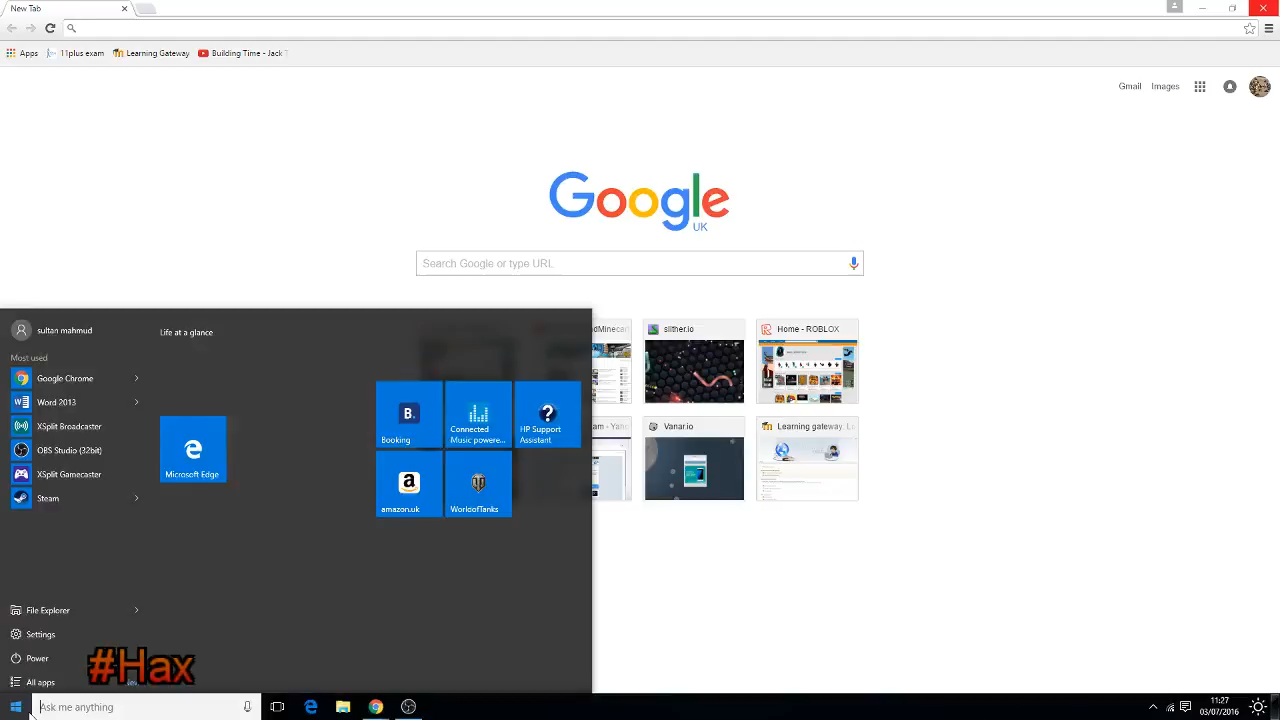 New Tab
Apps 11plus exam Learning Gateway Building Time - Jack
Gmail Images
Google
UK
Search Google or type URL
slither.io
Home - ROBLOX
Vanar.io
Learning gateway: L
sultan mahmud
Life at a glance
Most used
Google Chrome
Word 2013
XSplit Broadcaster
OBS Studio (32bit)
XSplit Gamecaster
Steam
Microsoft Edge
B.
Booking
Connected
Music powere...
?
HP Support
Assistant
a
amazon.uk
WorldofTanks
File Explorer
Settings
Power
All apps
New
#Hax
Ask me anything
11:27
03/07/2016